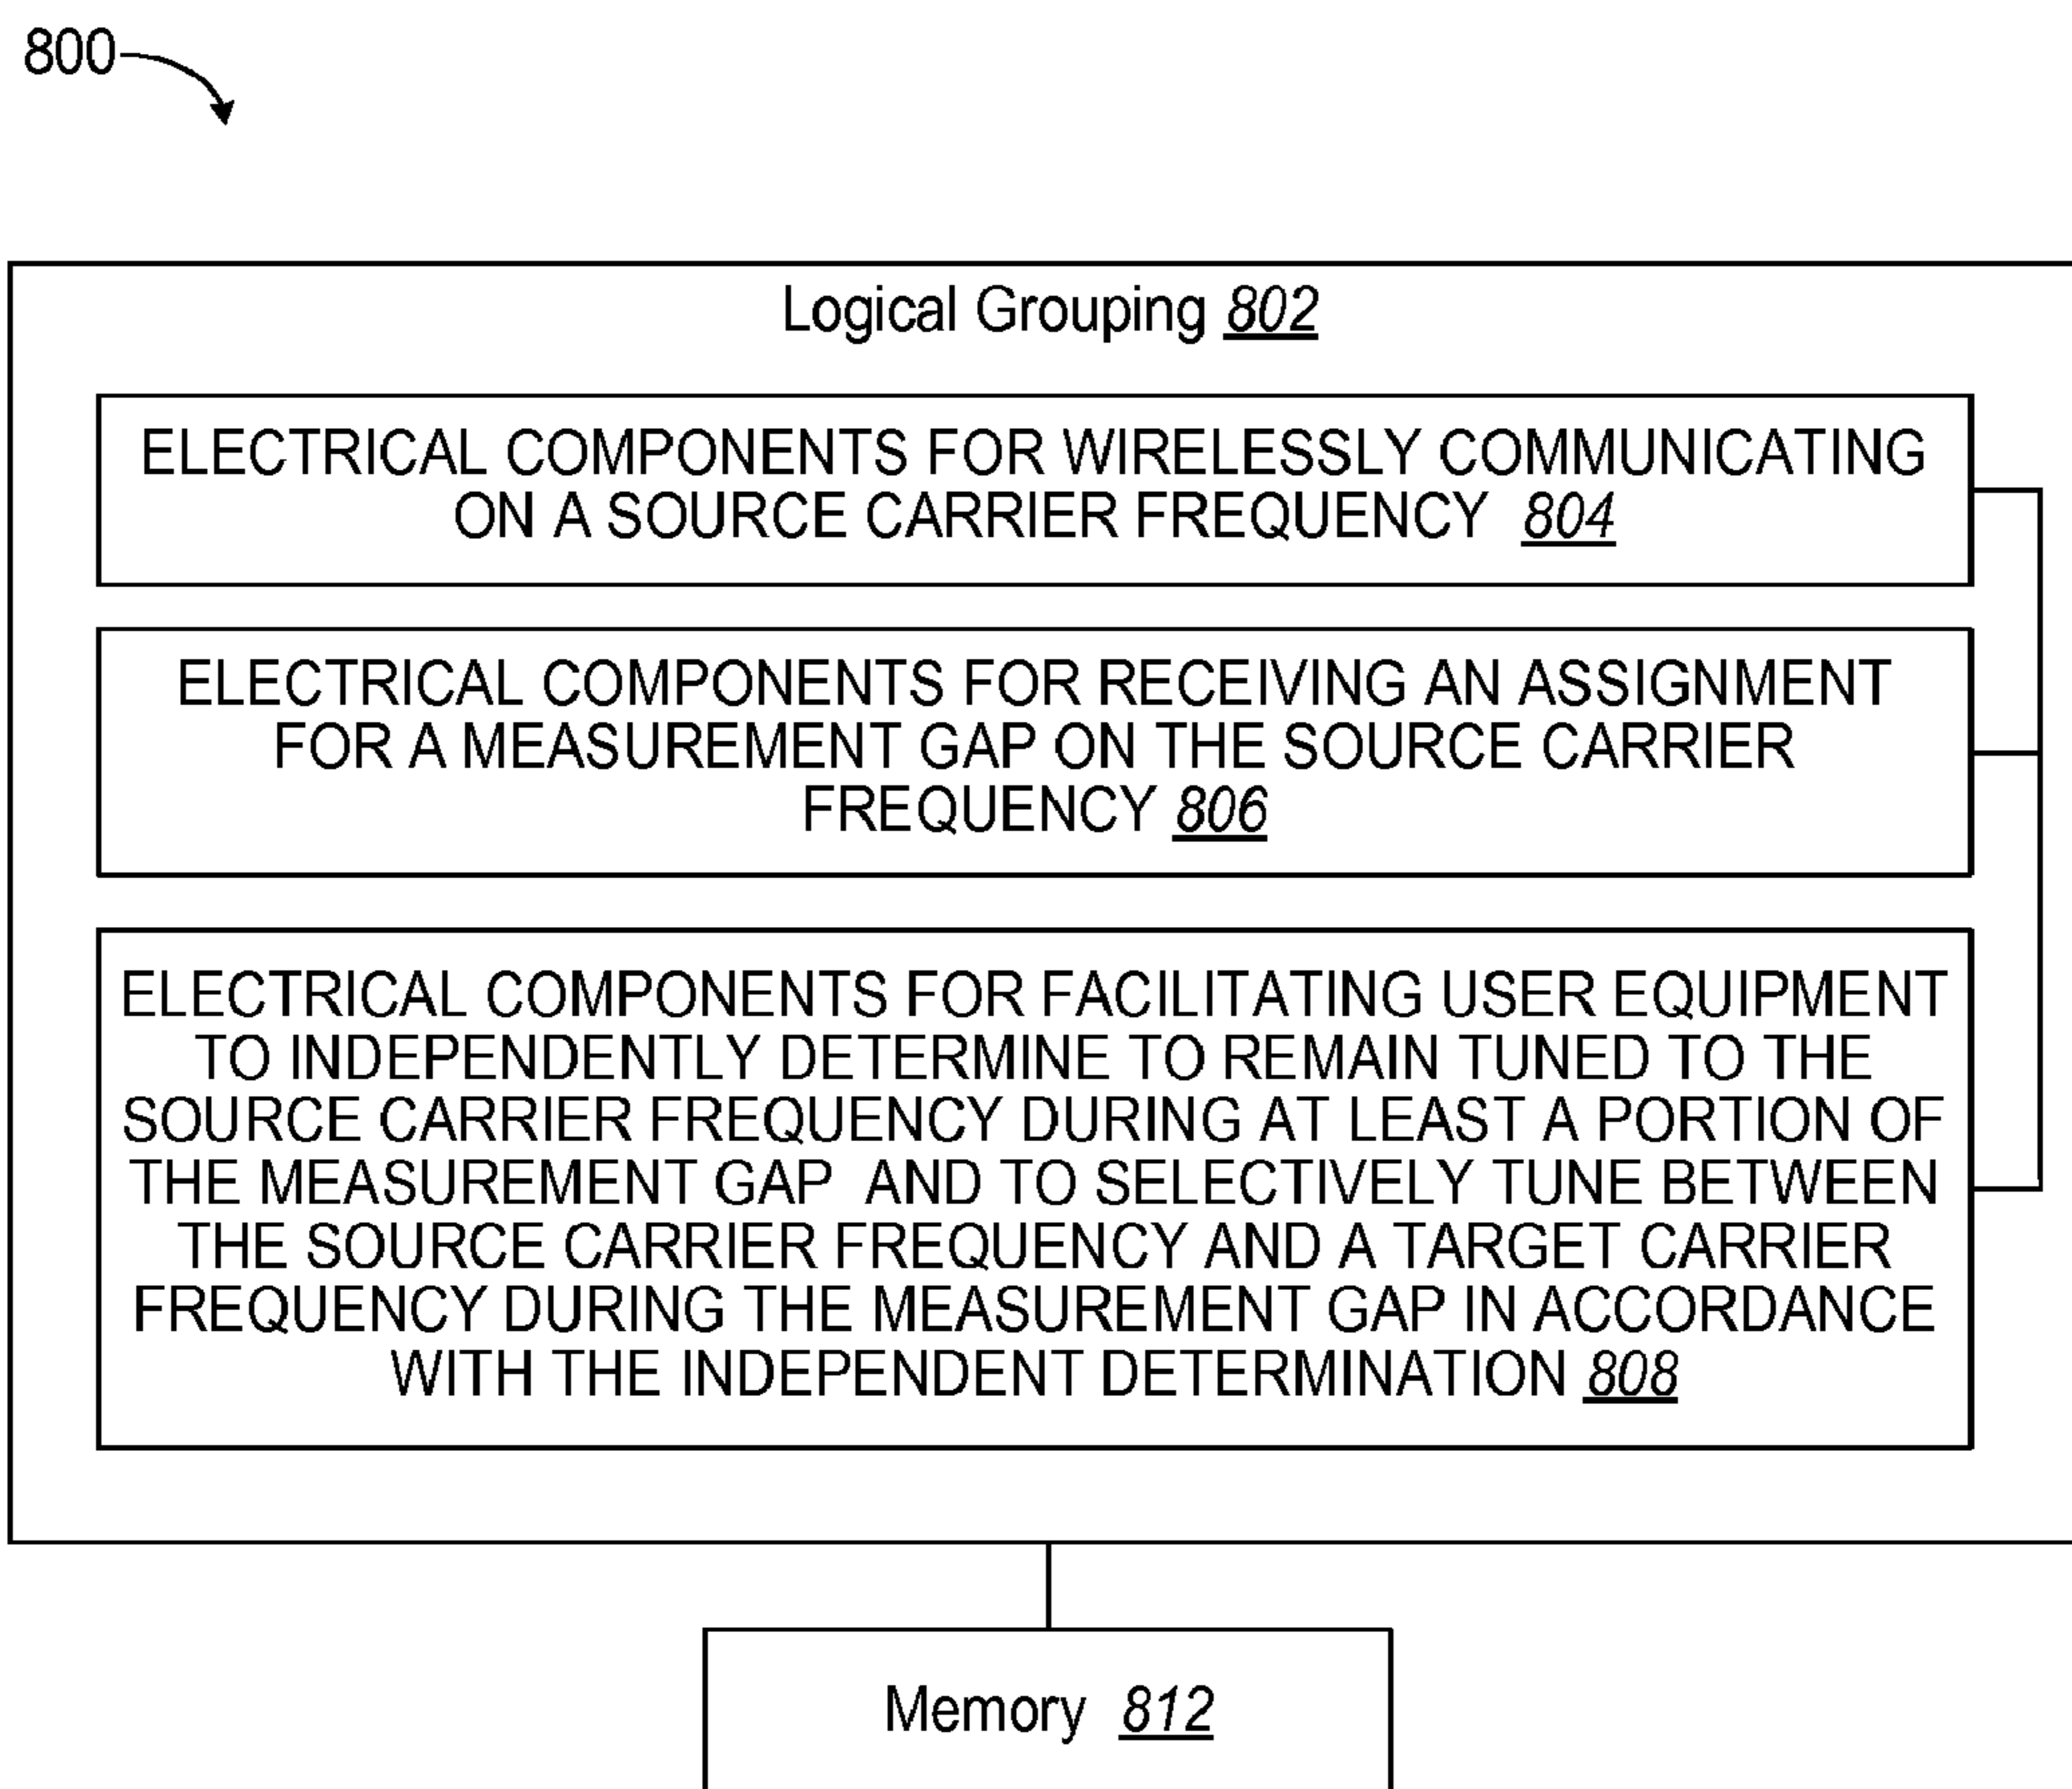 800
Logical Grouping 802
ELECTRICAL COMPONENTS FOR WIRELESSLY COMMUNICATING
ON A SOURCE CARRIER FREQUENCY 804
ELECTRICAL COMPONENTS FOR RECEIVING AN ASSIGNMENT
FOR A MEASUREMENT GAP ON THE SOURCE CARRIER
FREQUENCY 806
ELECTRICAL COMPONENTS FOR FACILITATING USER EQUIPMENT
TO INDEPENDENTLY DETERMINE TO REMAIN TUNED TO THE
SOURCE CARRIER FREQUENCY DURING AT LEAST A PORTION OF
THE MEASUREMENT GAP AND TO SELECTIVELY TUNE BETWEEN
THE SOURCE CARRIER FREQUENCY AND A TARGET CARRIER
FREQUENCY DURING THE MEASUREMENT GAP IN ACCORDANCE
WITH THE INDEPENDENT DETERMINATION 808
Memory 812